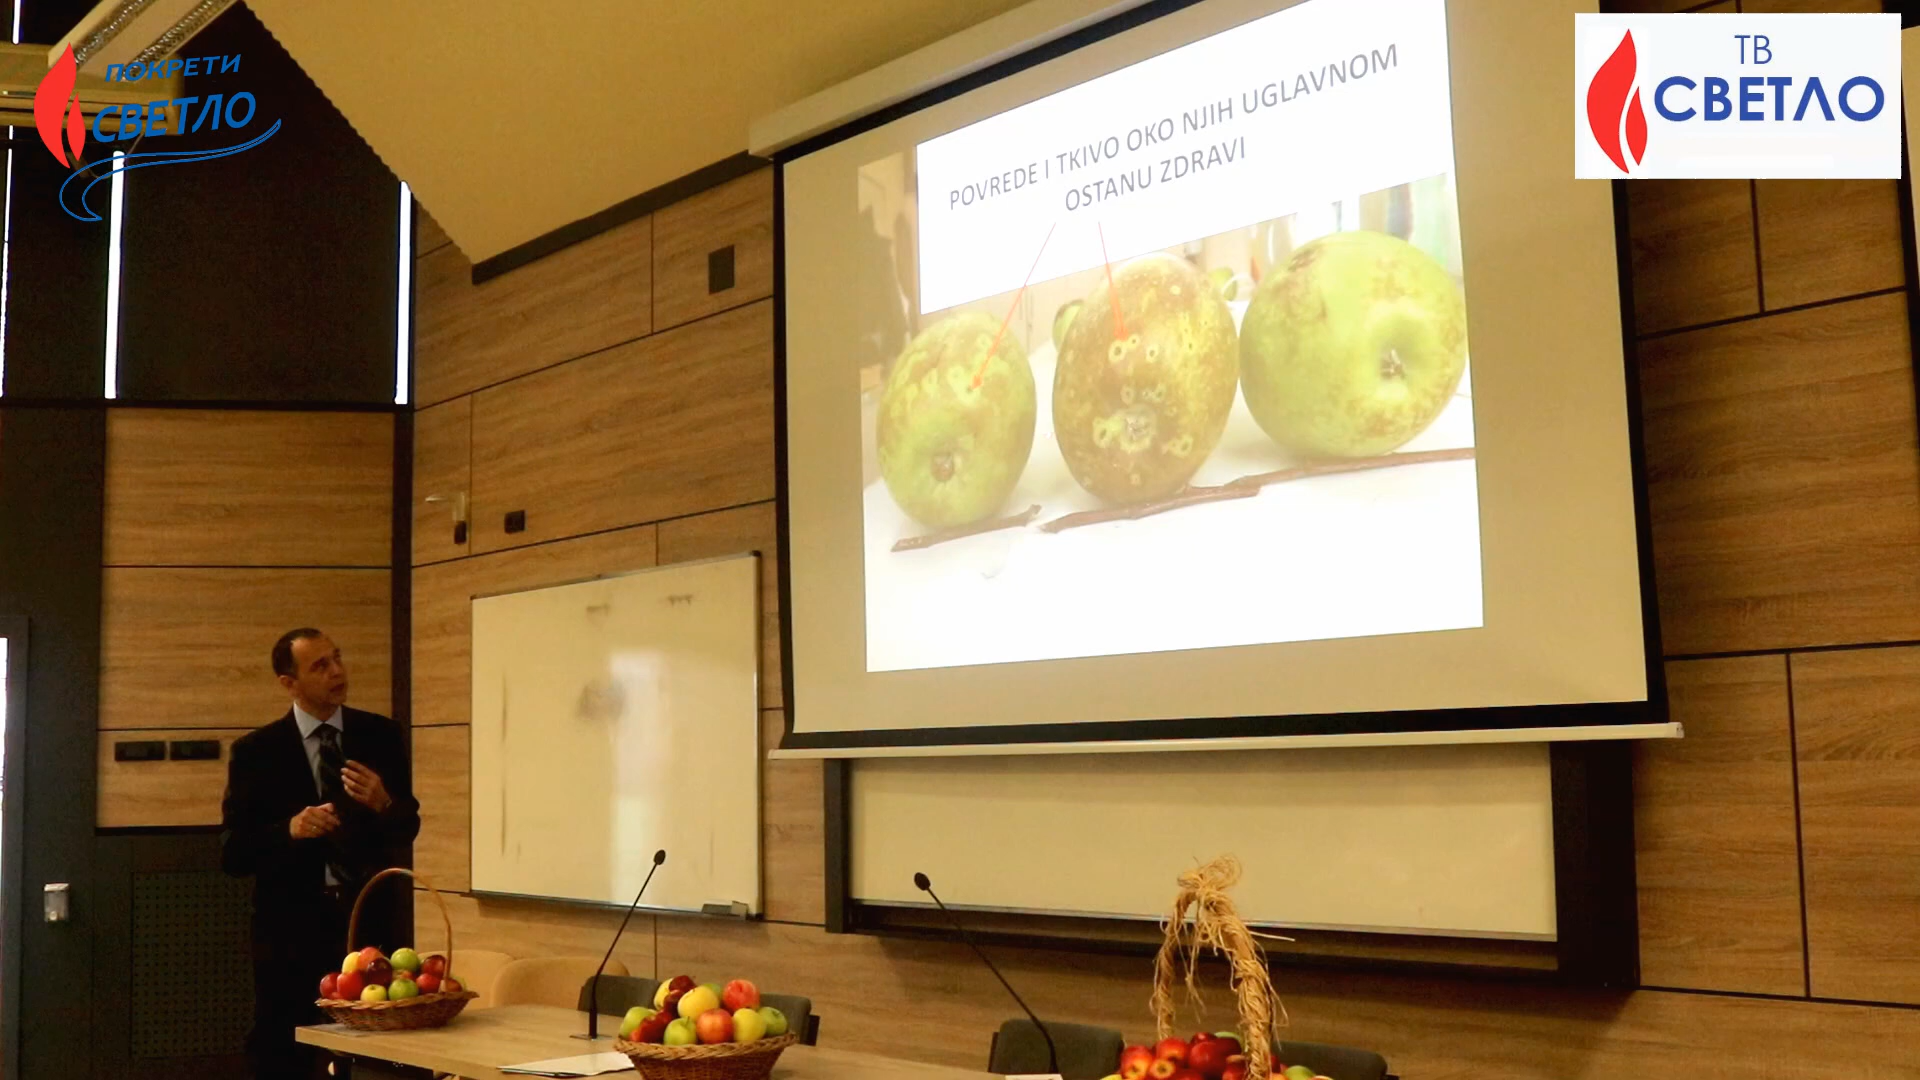 ПОКРЕТИ
СВЕТЛО
ТВ
СВЕТЛО
POVREDE I TKIVO OKO NJIH UGLAVNOM
OSTANU ZDRAVI